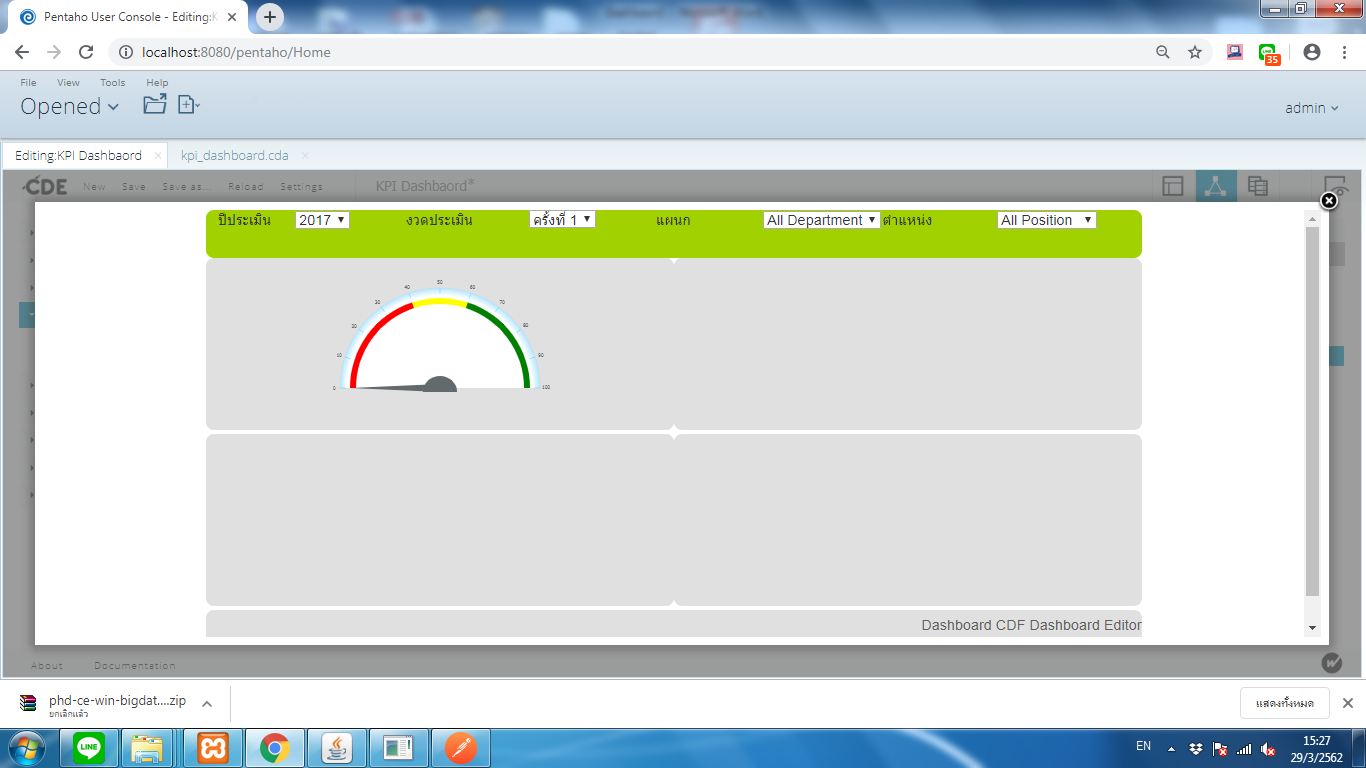 Pentaho User Console - Editing:K
localhost:8080/pentaho/Home
35
File View Tools Help
Opened
admin
Editing:KPI Dashbaord
kpi_dashboard.cda
CDE New Save Save as... Reload Settings KPI Dashbaord*
ปีประเมิน 2017 งวดประเมิน ครั้งที่ 1 แผนก All Department ตำแหน่ง All Position
0 10 20 30 40 50 60 70 80 90 100
Dashboard CDF Dashboard Editor
About Documentation
phd-ce-win-bigdat....zip
ยกเลิกแล้ว
แสดงทั้งหมด
LINE
EN
15:27
29/3/2562